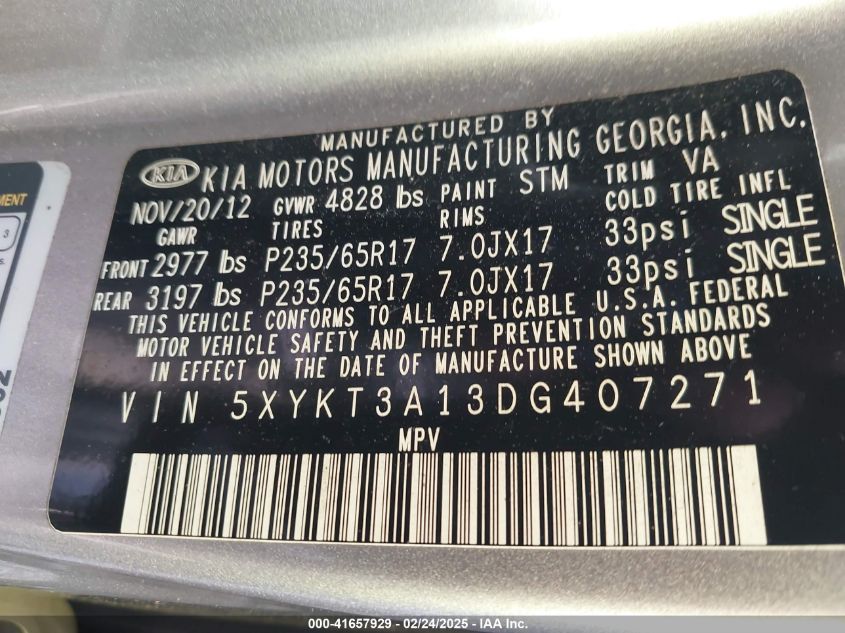 MANUFACTURED BY
KIA KIA MOTORS MANUFACTURING GEORGIA, INC.
NOV/20/12 GVWR 4828 lbs PAINT STM TRIM VA
GAWR TIRES RIMS COLD TIRE INFL
FRONT 2977 lbs P235/65R17 7.0JX17 33psi SINGLE
REAR 3197 lbs P235/65R17 7.0JX17 33psi SINGLE
THIS VEHICLE CONFORMS TO ALL APPLICABLE U.S.A. FEDERAL
MOTOR VEHICLE SAFETY AND THEFT PREVENTION STANDARDS
IN EFFECT ON THE DATE OF MANUFACTURE SHOWN ABOVE
VIN 5XYKT3A13DG407271
MPV
3
000-41657929 – 02/24/2025 – IAA Inc.